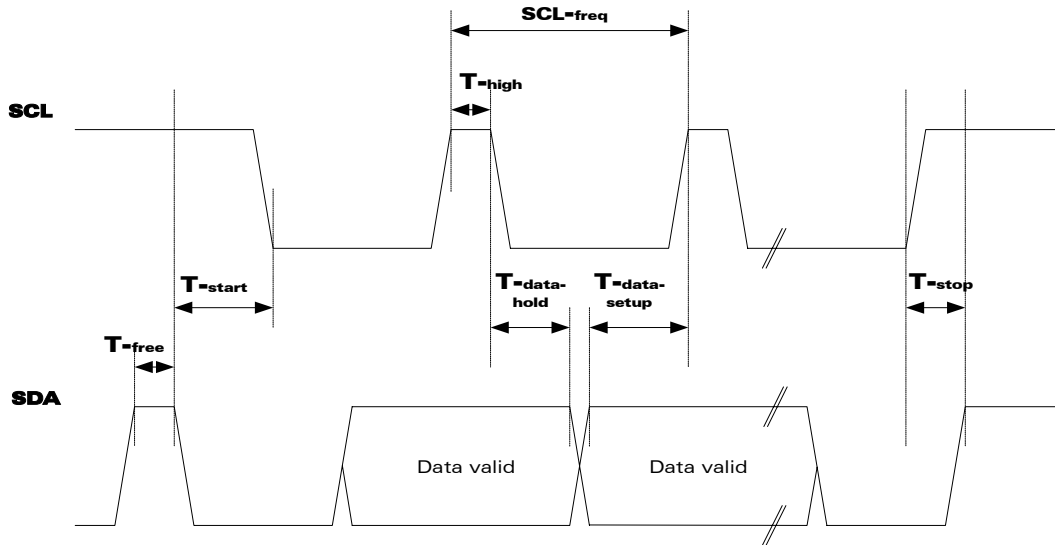 SCL-freq
T-high
SCL
T-start
T-data-
hold
T-data-
setup
T-stop
T-free
SDA
Data valid
Data valid